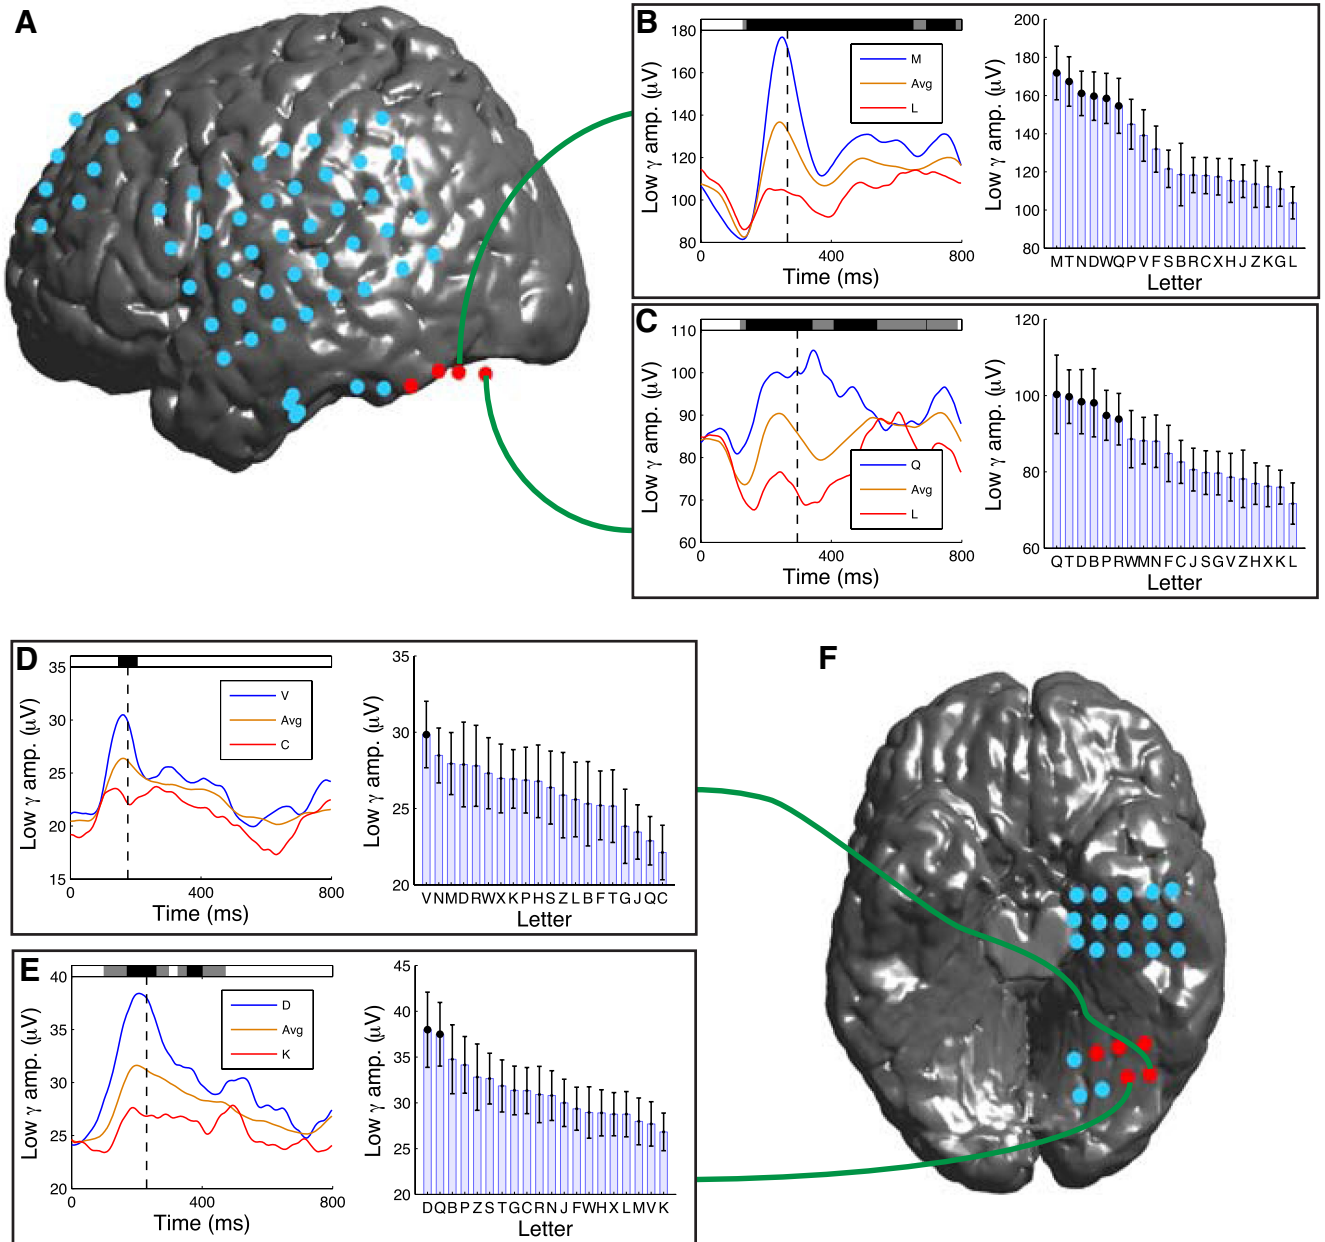 A
B
180
160
140
120
100
80
Low γ amp. (μV)
M
Avg
L
0
400
800
Time (ms)
200
180
160
140
120
100
80
Low γ amp. (μV)
M T N D W Q P V F S B R C X H J Z K G L
Letter
C
110
100
90
80
70
60
Low γ amp. (μV)
Q
Avg
L
0
400
800
Time (ms)
120
100
80
60
Low γ amp. (μV)
Q T D B P R W M N F C J S G V Z H X K L
Letter
D
35
30
25
20
15
Low γ amp. (μV)
V
Avg
C
0
400
800
Time (ms)
35
30
25
20
Low γ amp. (μV)
V N M D R W X K P H S Z L B F T G J Q C
Letter
E
40
35
30
25
20
Low γ amp. (μV)
D
Avg
K
0
400
800
Time (ms)
45
40
35
30
25
20
Low γ amp. (μV)
D Q B P Z S T G C R N J F W H X L M V K
Letter
F